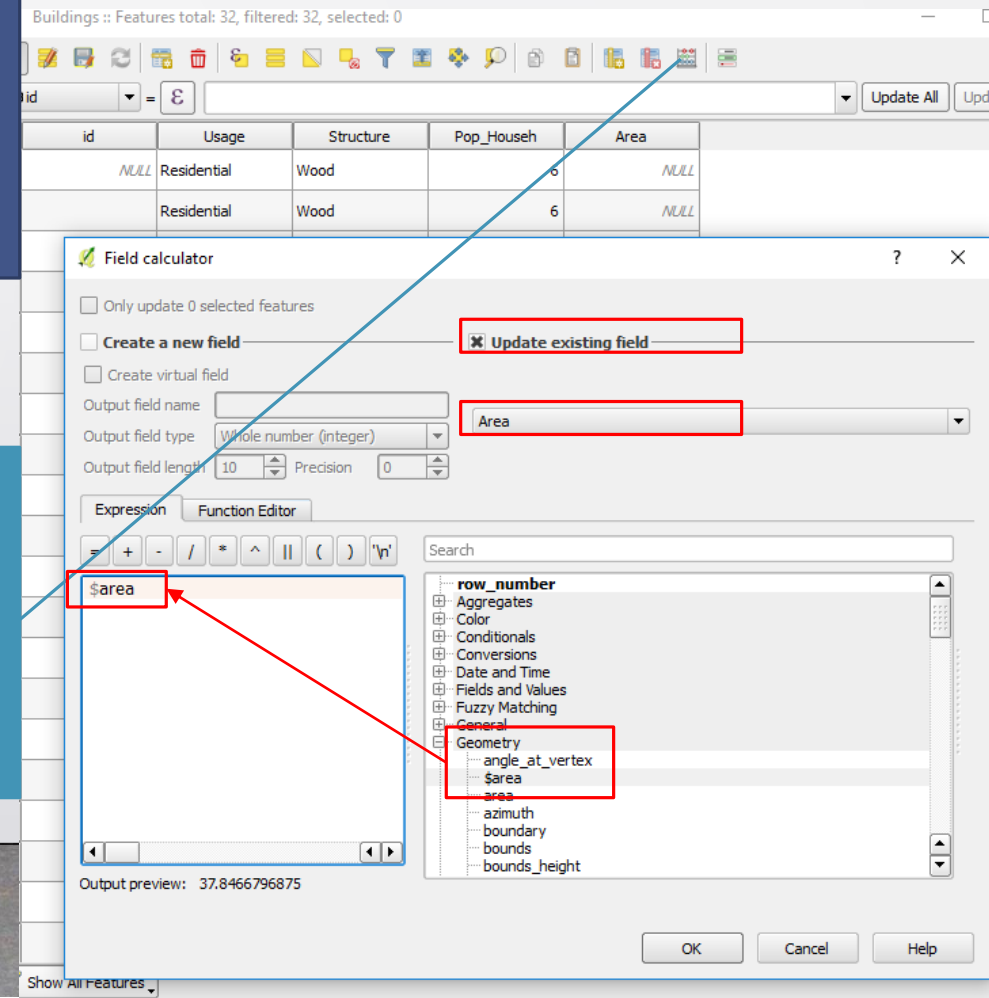 Buildings :: Features total: 32, filtered: 32, selected: 0
id = ε Update All
id Usage Structure Pop_Househ Area
NULL Residential Wood 6 NULL
Residential Wood 6 NULL
Field calculator ?
Only update 0 selected features
Create a new field Update existing field
Create virtual field
Output field name
Area
Output field type Whole number (integer)
Output field length 10 Precision 0
Expression Function Editor
= + - / * ^ || ( ) '\n' Search
$area
row_number
Aggregates
Color
Conditionals
Conversions
Date and Time
Fields and Values
Fuzzy Matching
General
Geometry
angle_at_vertex
$area
area
azimuth
boundary
bounds
bounds_height
Output preview: 37.8466796875
OK Cancel Help
Show All Features